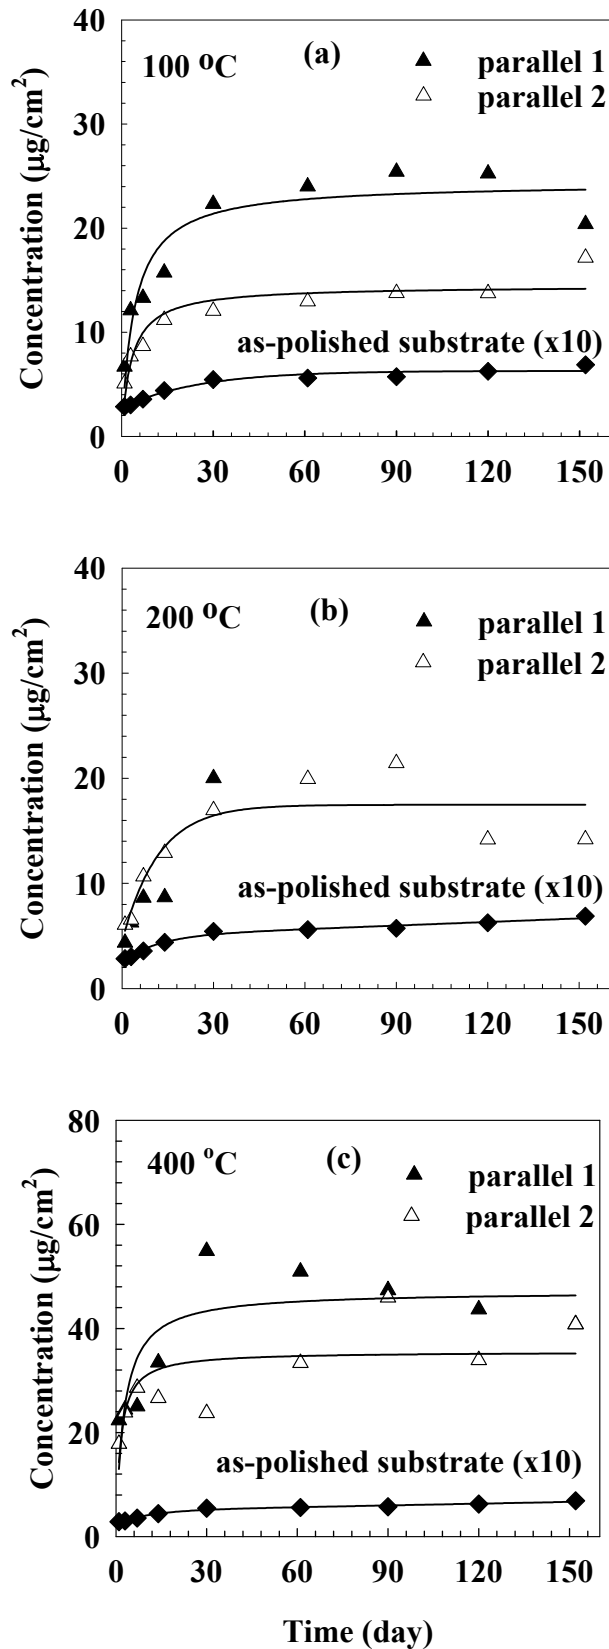 40
100 °C
(a)
parallel 1
parallel 2
30
20
10
0
as-polished substrate (x10)
0 30 60 90 120 150
Concentration (μg/cm²)
40
200 °C
(b)
parallel 1
parallel 2
30
20
10
0
as-polished substrate (x10)
0 30 60 90 120 150
Concentration (μg/cm²)
80
400 °C
(c)
parallel 1
parallel 2
60
40
20
0
as-polished substrate (x10)
0 30 60 90 120 150
Concentration (μg/cm²)
Time (day)